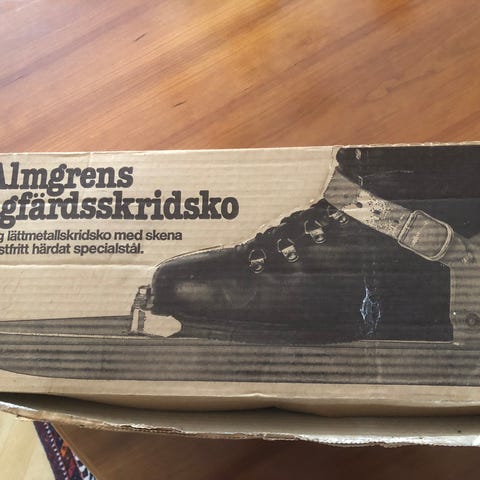 Almgrens
gfärdsskridsko
g lättmetallskridsko med skena
stfritt härdat specialstål.